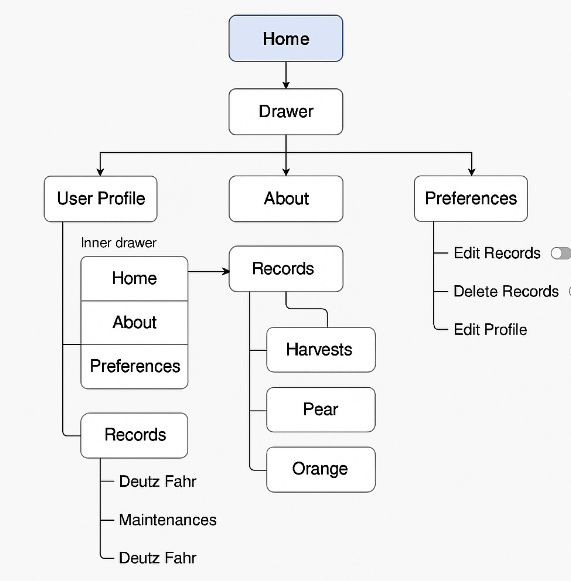 Home
Drawer
User Profile
About
Preferences
Inner drawer
Home
About
Preferences
Records
Deutz Fahr
Maintenances
Deutz Fahr
Records
Harvests
Pear
Orange
Edit Records
Delete Records
Edit Profile